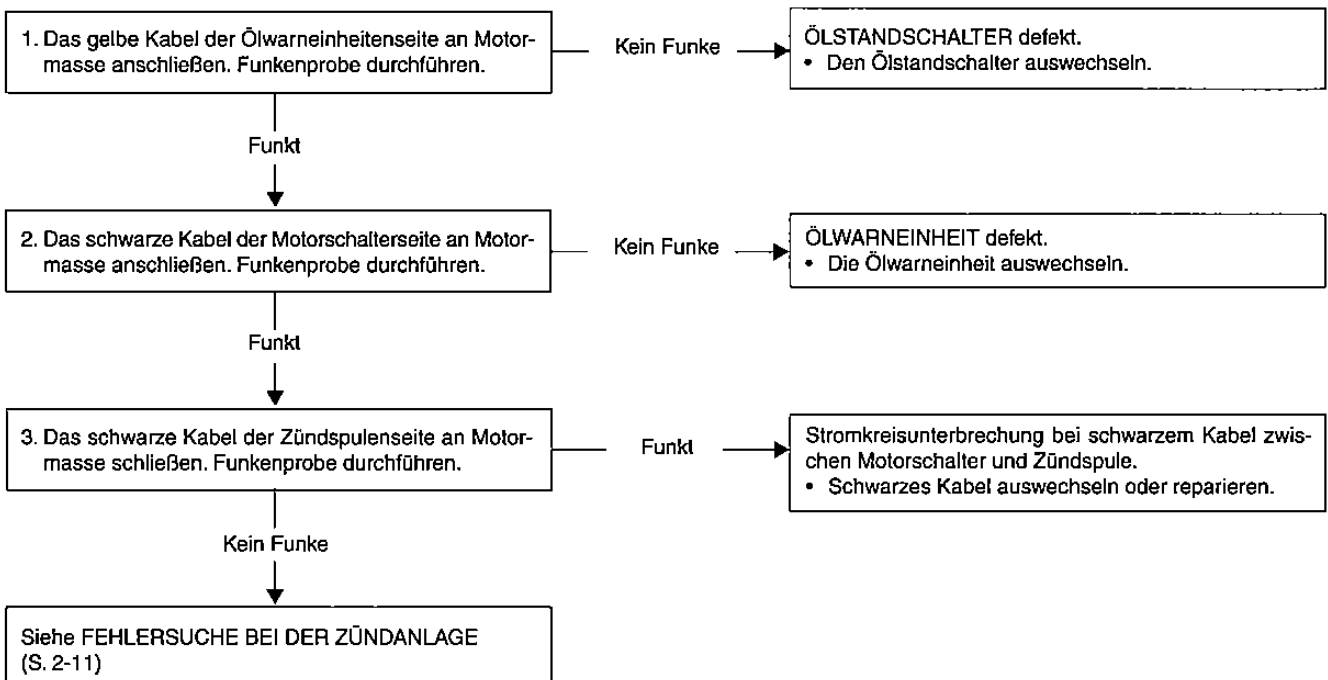 1. Das gelbe Kabel der Ölwarneinheitenseite an Motor-
masse anschließen. Funkenprobe durchführen.
Kein Funke
ÖLSTANDSCHALTER defekt.
• Den Ölstandschalter auswechseln.
Funkt
2. Das schwarze Kabel der Motorschalterseite an Motor-
masse anschließen. Funkenprobe durchführen.
Kein Funke
ÖLWARNEINHEIT defekt.
• Die Ölwarneinheit auswechseln.
Funkt
3. Das schwarze Kabel der Zündspulenseite an Motor-
masse schließen. Funkenprobe durchführen.
Funkt
Stromkreisunterbrechung bei schwarzem Kabel zwis-
chen Motorschalter und Zündspule.
• Schwarzes Kabel auswechseln oder reparieren.
Kein Funke
Siehe FEHLERSUCHE BEI DER ZÜNDANLAGE
(S. 2-11)